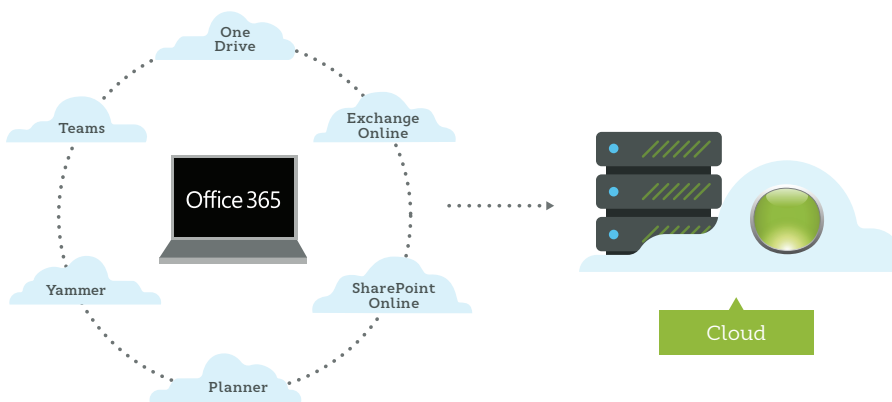 One
Drive
Teams
Exchange
Online
Office 365
Yammer
SharePoint
Online
Planner
Cloud